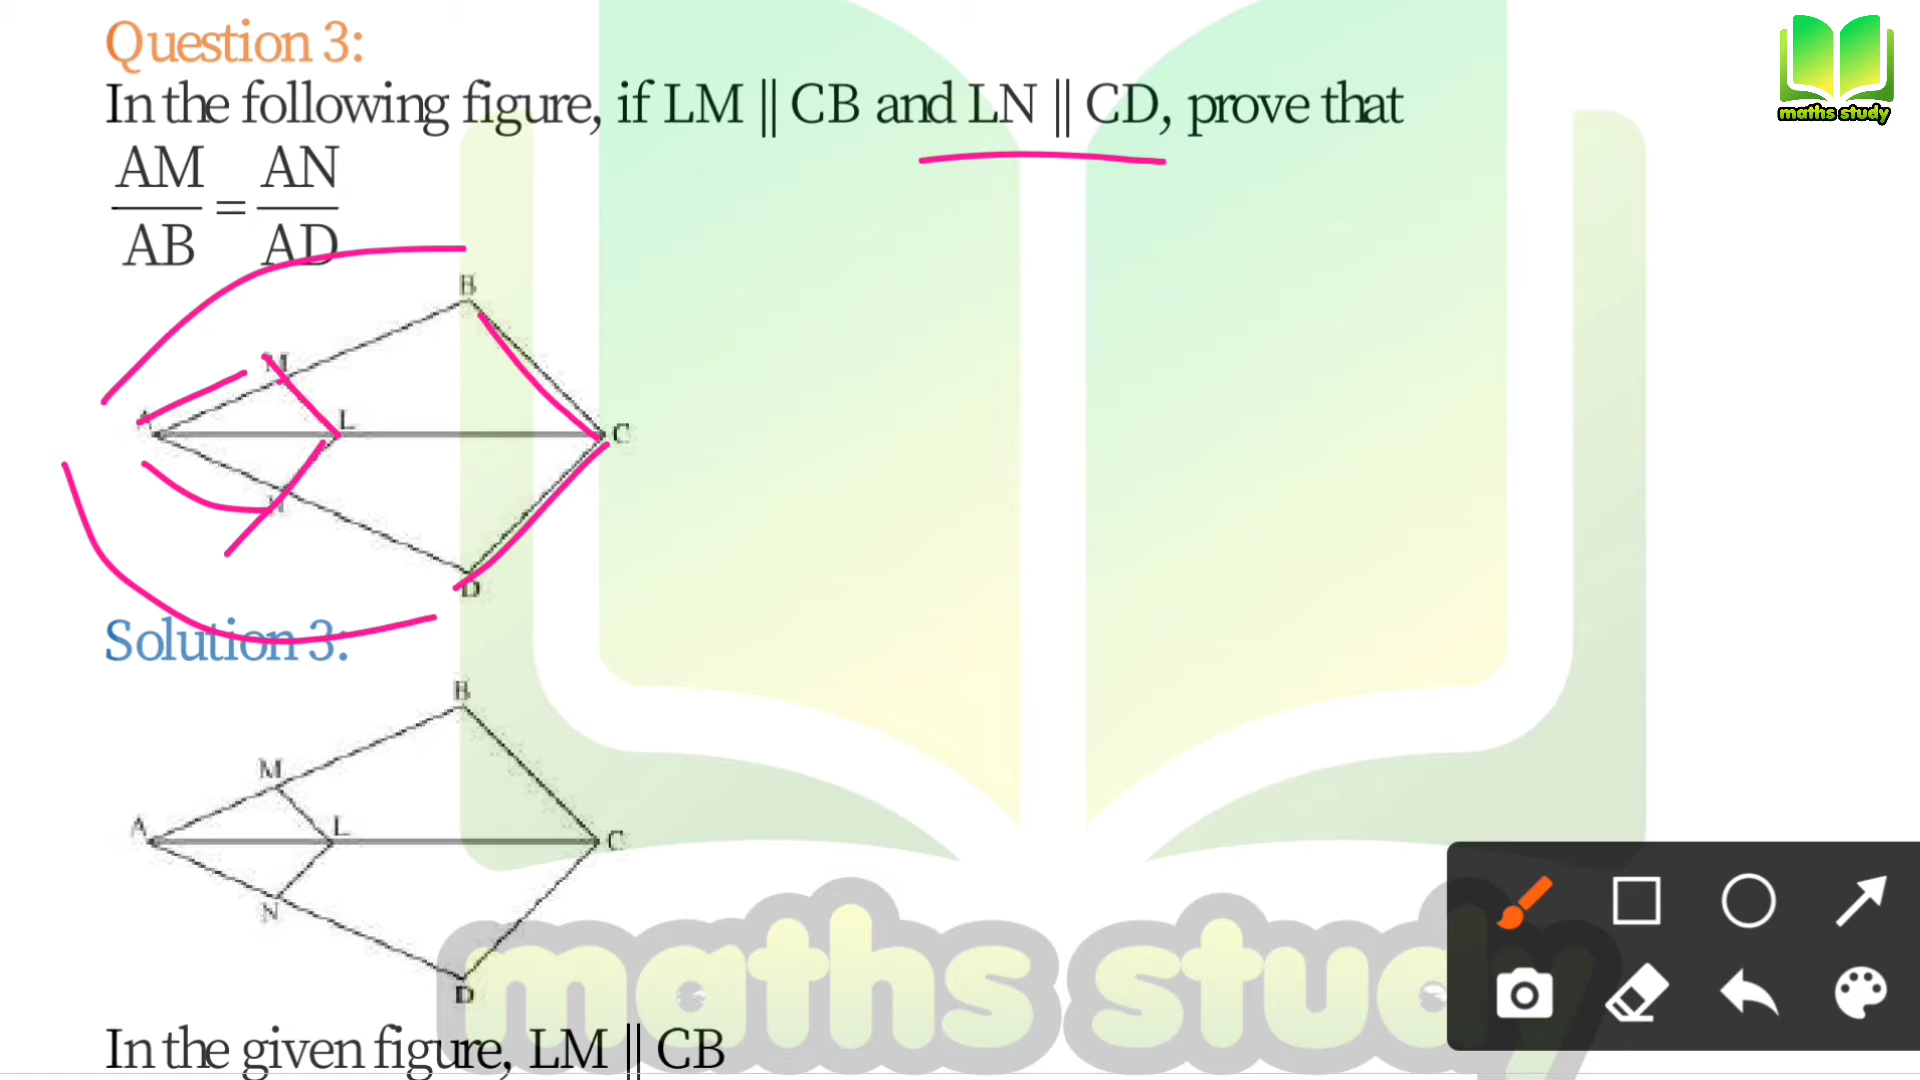 Question 3:
In the following figure, if LM || CB and LN || CD, prove that
AM/AB = AN/AD
B
M
A
L
C
N
D
Solution 3:
B
M
A
L
C
N
D
In the given figure, LM || CB
maths study
maths study